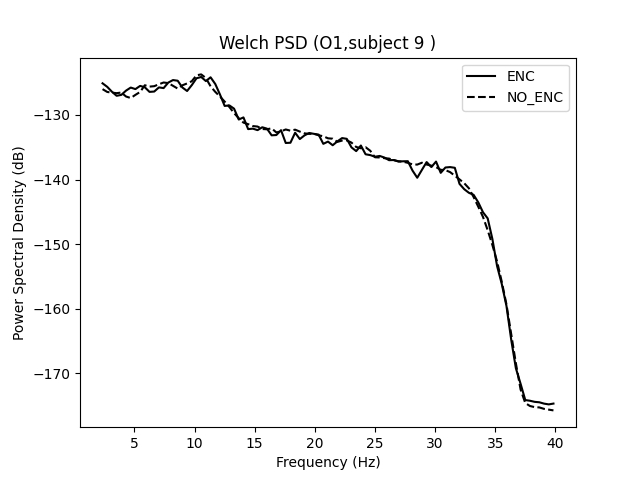 Welch PSD (O1,subject 9 )
ENC
NO_ENC
Power Spectral Density (dB)
−130
−140
−150
−160
−170
5 10 15 20 25 30 35 40
Frequency (Hz)